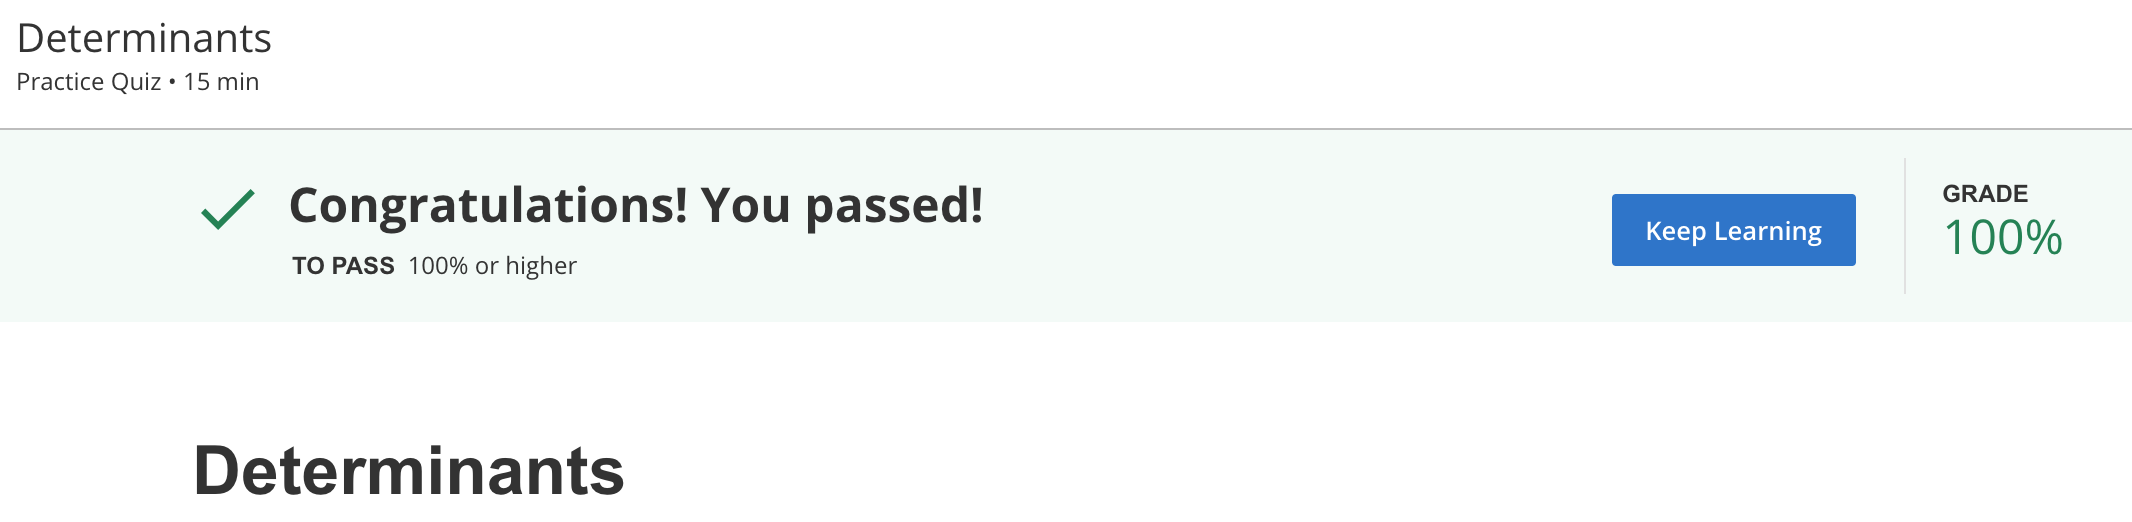 Determinants
Practice Quiz • 15 min
Congratulations! You passed!
TO PASS 100% or higher
Keep Learning
GRADE
100%
Determinants